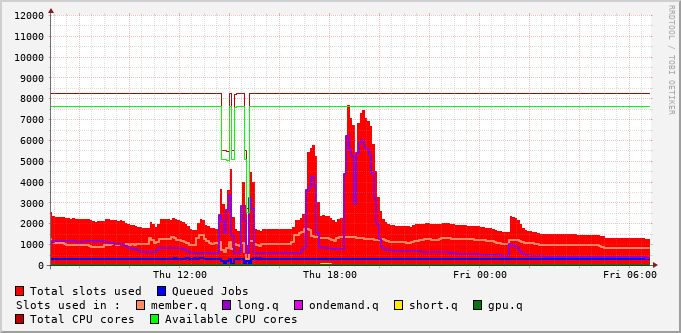 12000
11000
10000
9000
8000
7000
6000
5000
4000
3000
2000
1000
0
Thu 12:00 Thu 18:00 Fri 00:00 Fri 06:00
Total slots used Queued Jobs
Slots used in : member.q long.q ondemand.q short.q gpu.q
Total CPU cores Available CPU cores
RRDTOOL / TOBI OETIKER